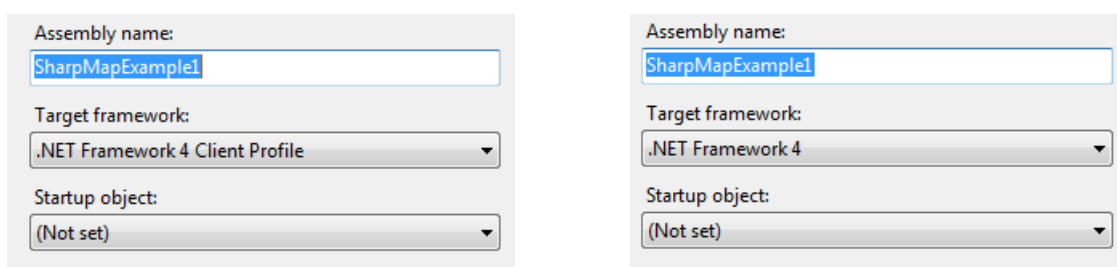 Assembly name:
SharpMapExample1
Target framework:
.NET Framework 4 Client Profile
Startup object:
(Not set)
Assembly name:
SharpMapExample1
Target framework:
.NET Framework 4
Startup object:
(Not set)